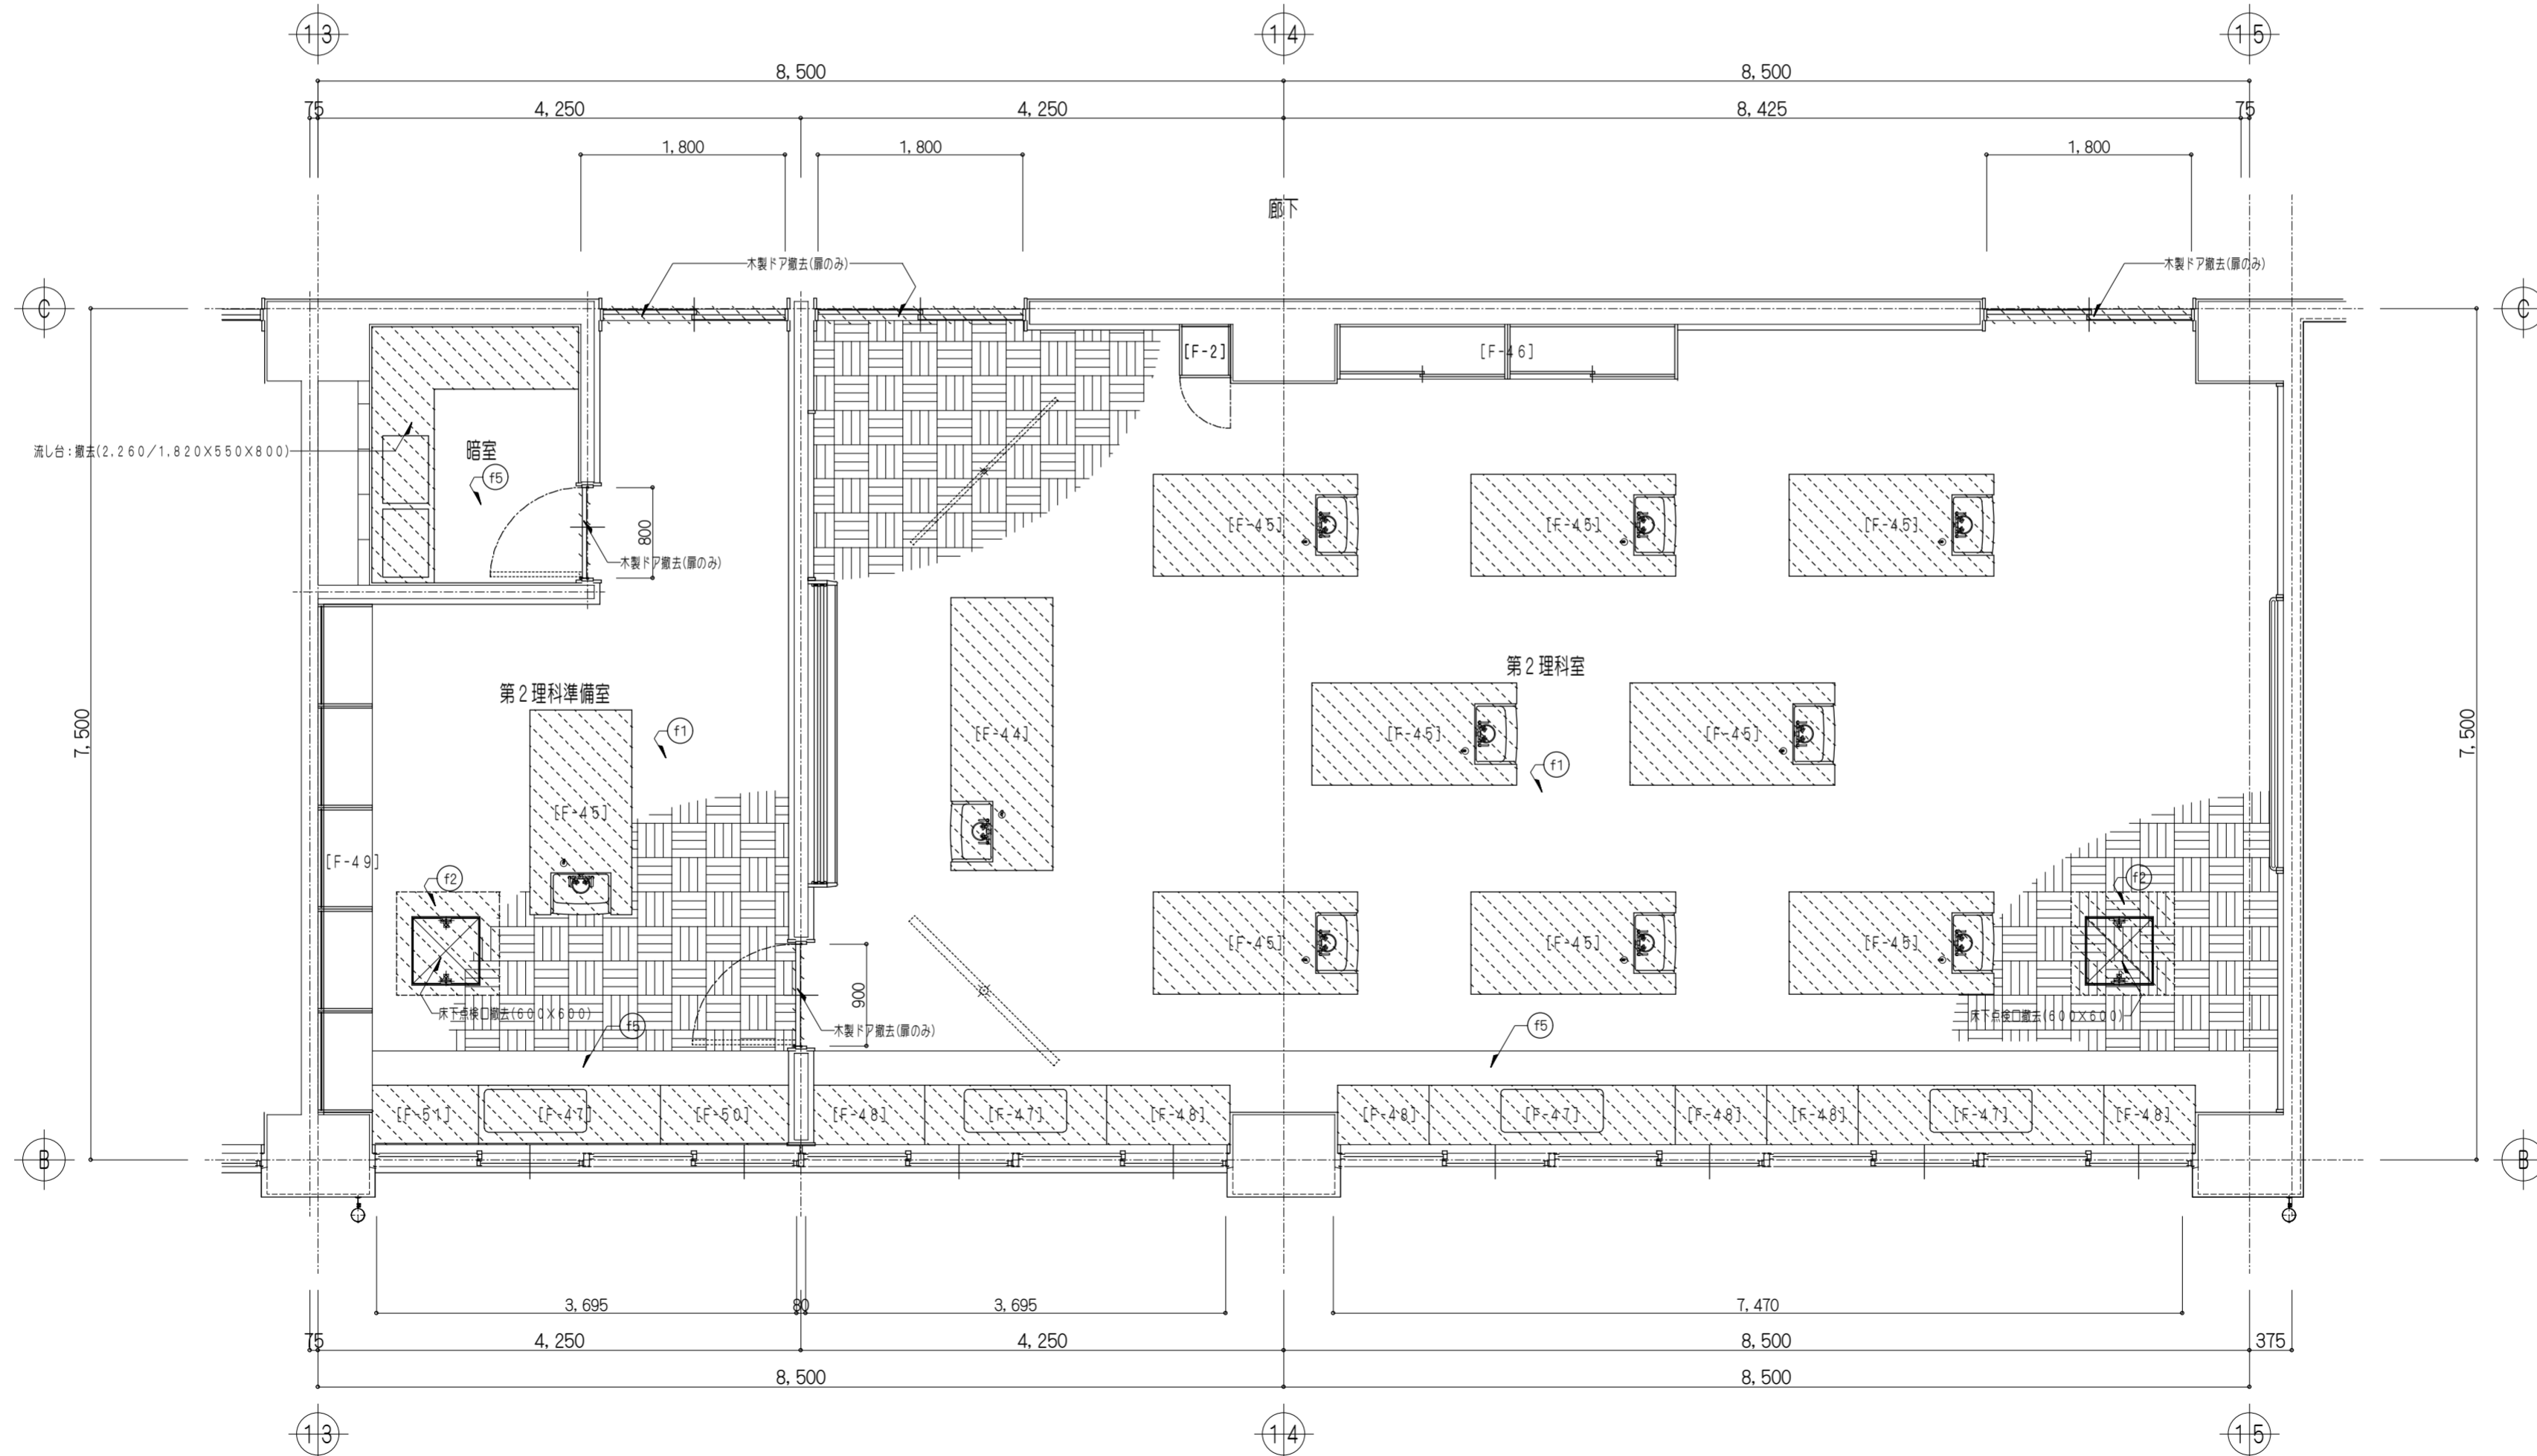 13 14 15
8,500 8,500
75 4,250 4,250 8,425 75
1,800 1,800 1,800
廊下
木製ドア撤去(扉のみ) 木製ドア撤去(扉のみ)
C C
[F-2] [F-46]
流し台:撤去(2,260/1,820X550X800)
暗室
f5
[F-45] [F-45] [F-45]
800
木製ドア撤去(扉のみ)
第2理科準備室 第2理科室
7,500 7,500
f1
[F-44] [F-45] [F-45]
f1
[F-45]
[F-49]
f2 f2
[F-45] [F-45] [F-45]
900
床下点検口撤去(600X600) 床下点検口撤去(600X600)
f5 f5
木製ドア撤去(扉のみ)
[F-51] [F-47] [F-50] [F-48] [F-47] [F-48] [F-48] [F-47] [F-48] [F-48] [F-47] [F-48]
B B
3,695 80 3,695 7,470
75 4,250 4,250 8,500 375
8,500 8,500
13 14 15